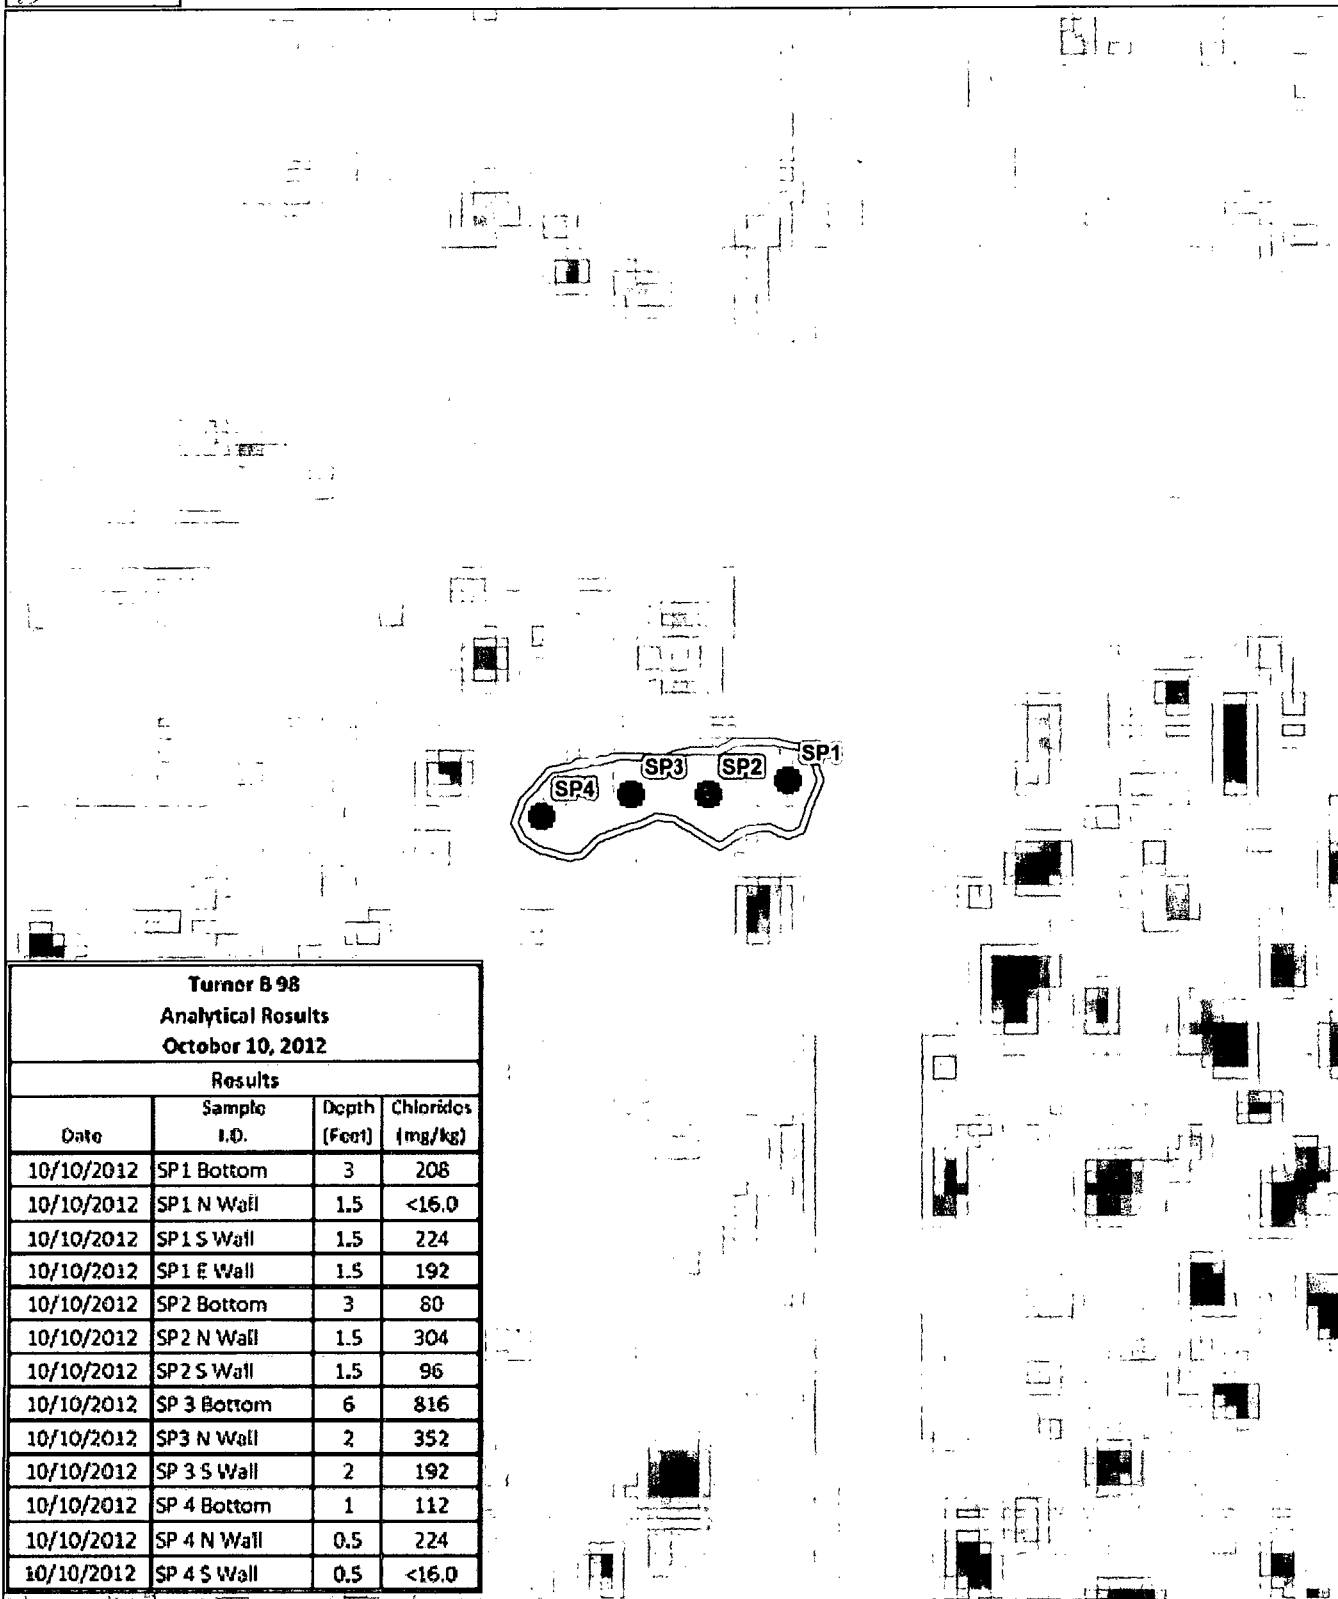 SP1
SP3 SP2
SP4
Turner B 98
Analytical Results
October 10, 2012
Results
Date Sample I.D. Depth (Feet) Chlorides (mg/kg)
10/10/2012 SP1 Bottom 3 208
10/10/2012 SP1 N Wall 1.5 <16.0
10/10/2012 SP1 S Wall 1.5 224
10/10/2012 SP1 E Wall 1.5 192
10/10/2012 SP2 Bottom 3 80
10/10/2012 SP2 N Wall 1.5 304
10/10/2012 SP2 S Wall 1.5 96
10/10/2012 SP 3 Bottom 6 816
10/10/2012 SP3 N Wall 2 352
10/10/2012 SP 3 S Wall 2 192
10/10/2012 SP 4 Bottom 1 112
10/10/2012 SP 4 N Wall 0.5 224
10/10/2012 SP 4 S Wall 0.5 <16.0